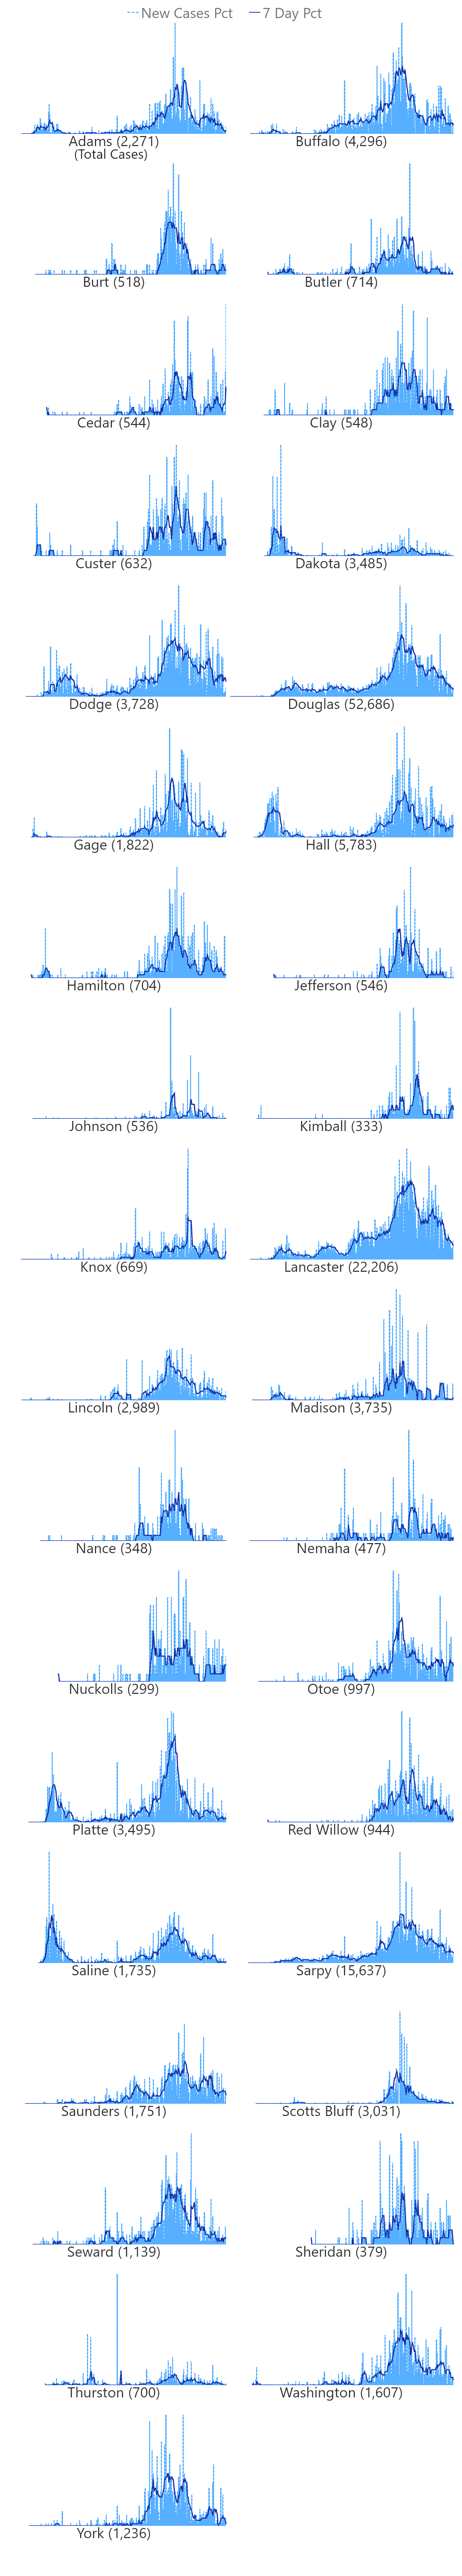 New Cases Pct 7 Day Pct
Adams (2,271)
(Total Cases)
Buffalo (4,296)
Burt (518)
Butler (714)
Cedar (544)
Clay (548)
Custer (632)
Dakota (3,485)
Dodge (3,728)
Douglas (52,686)
Gage (1,822)
Hall (5,783)
Hamilton (704)
Jefferson (546)
Johnson (536)
Kimball (333)
Knox (669)
Lancaster (22,206)
Lincoln (2,989)
Madison (3,735)
Nance (348)
Nemaha (477)
Nuckolls (299)
Otoe (997)
Platte (3,495)
Red Willow (944)
Saline (1,735)
Sarpy (15,637)
Saunders (1,751)
Scotts Bluff (3,031)
Seward (1,139)
Sheridan (379)
Thurston (700)
Washington (1,607)
York (1,236)